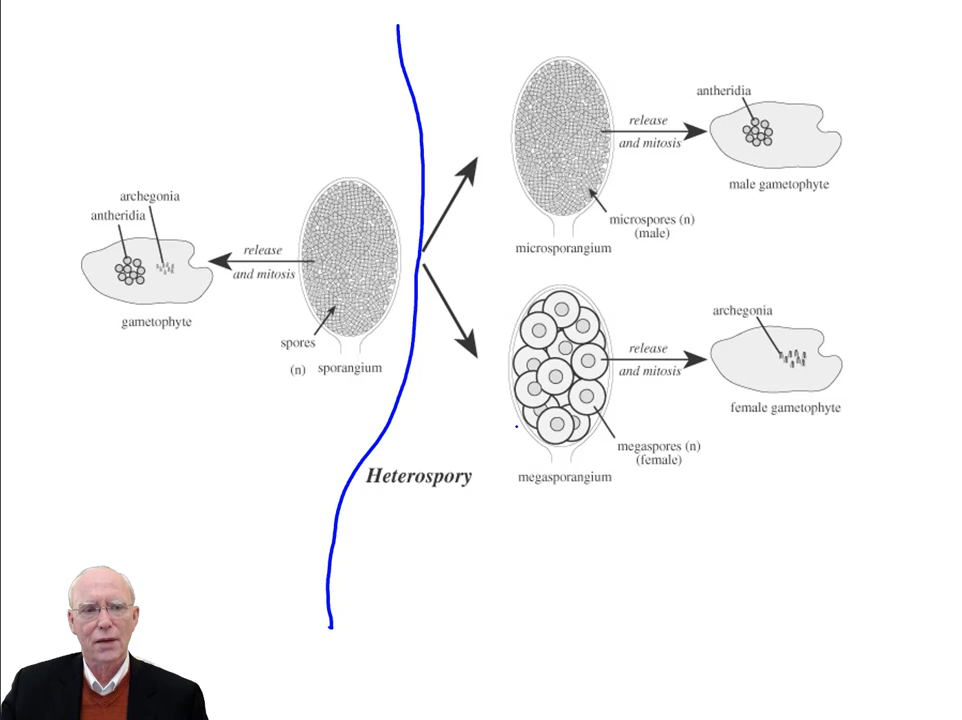 archegonia
antheridia
release
and mitosis
gametophyte
spores
(n) sporangium
antheridia
release
and mitosis
male gametophyte
microspores (n)
(male)
microsporangium
archegonia
release
and mitosis
female gametophyte
megaspores (n)
(female)
Heterospory
megasporangium